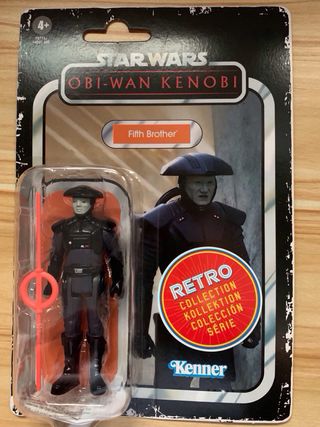 4+
STAR WARS
OBI-WAN KENOBI
Fifth Brother
RETRO
COLLECTION
KOLLEKTION
COLECCIÓN
SÉRIE
Kenner